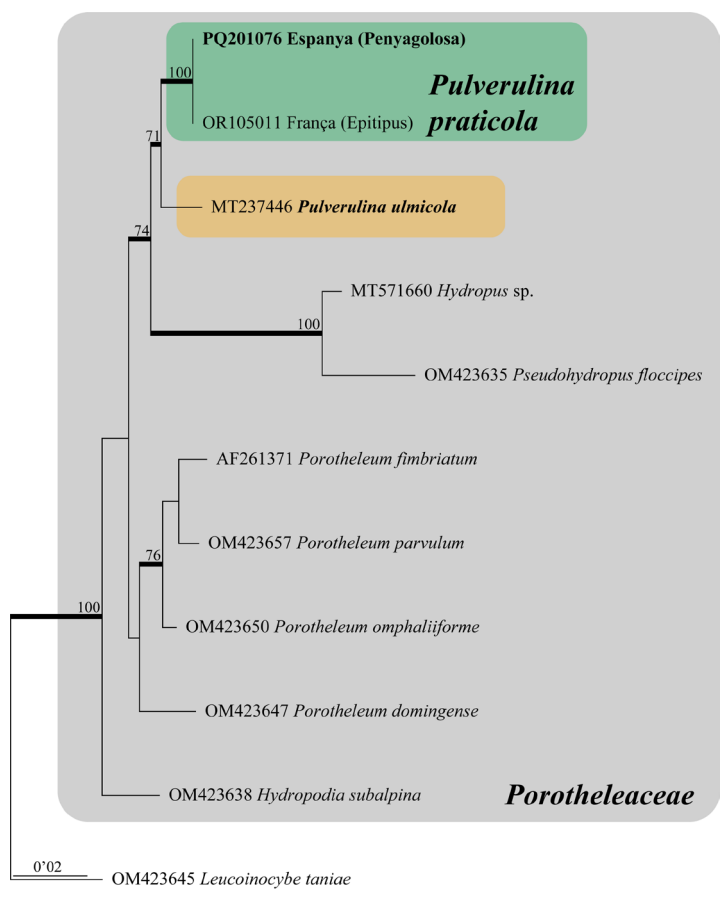 PQ201076 Espanya (Penyagolosa)
100
Pulverulina
praticola
OR105011 França (Epitipus)
71
MT237446 Pulverulina ulmicola
74
MT571660 Hydropus sp.
100
OM423635 Pseudohydropus floccipes
AF261371 Porotheleum fimbriatum
OM423657 Porotheleum parvulum
76
100
OM423650 Porotheleum omphaliiforme
OM423647 Porotheleum domingense
OM423638 Hydropodia subalpina
Porotheleaceae
0'02
OM423645 Leucoinocybe taniae